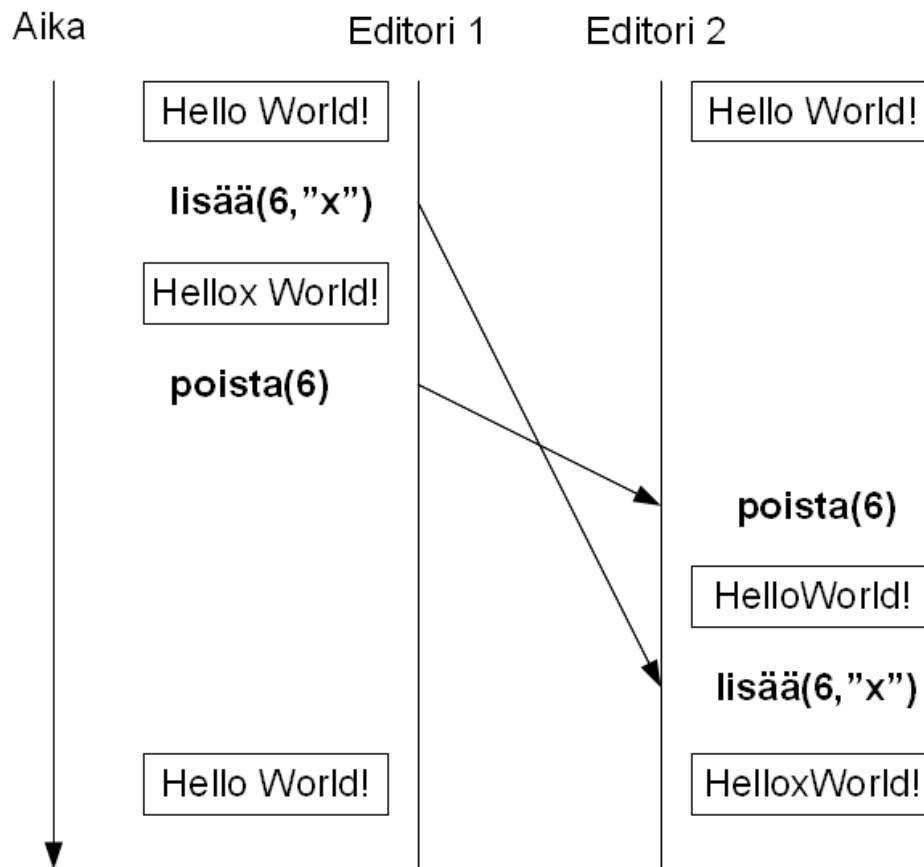 Aika
Editori 1
Editori 2
Hello World!
Hello World!
lisää(6,”x”)
Hellox World!
poista(6)
poista(6)
HelloWorld!
lisää(6,”x”)
Hello World!
HelloxWorld!